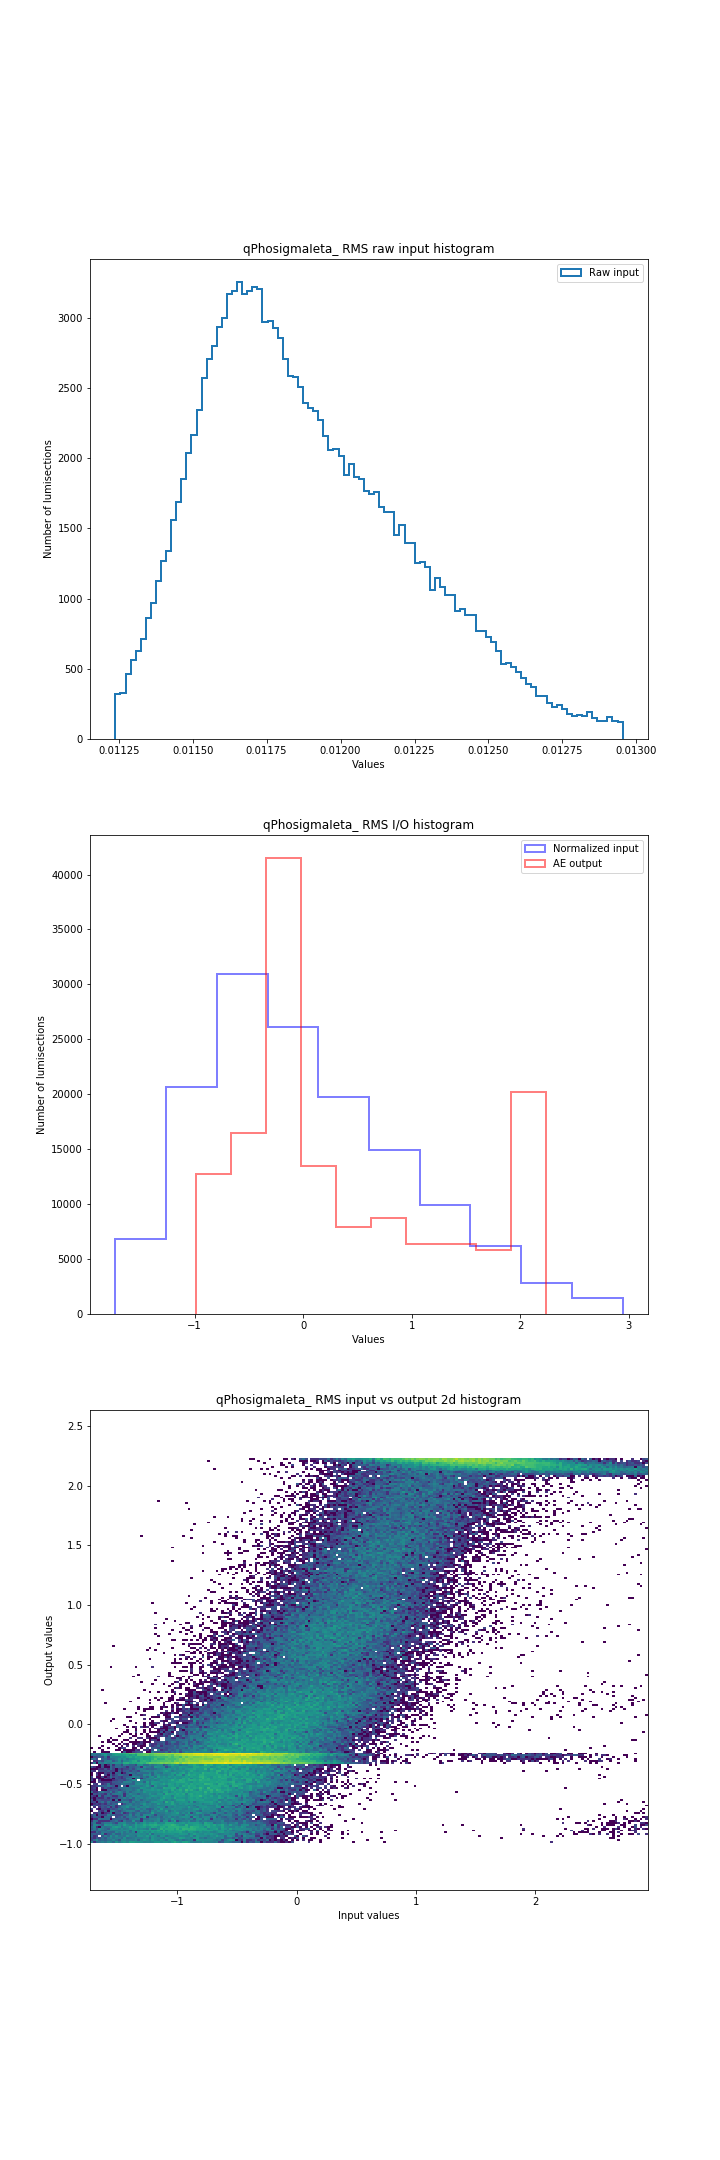 qPhosigmaIeta_ RMS raw input histogram
Raw input
Number of lumisections
3000
2500
2000
1500
1000
500
0
0.01125 0.01150 0.01175 0.01200 0.01225 0.01250 0.01275 0.01300
Values
qPhosigmaIeta_ RMS I/O histogram
Normalized input
AE output
Number of lumisections
40000
35000
30000
25000
20000
15000
10000
5000
0
−1 0 1 2 3
Values
qPhosigmaIeta_ RMS input vs output 2d histogram
Output values
2.5
2.0
1.5
1.0
0.5
0.0
−0.5
−1.0
−1 0 1 2
Input values